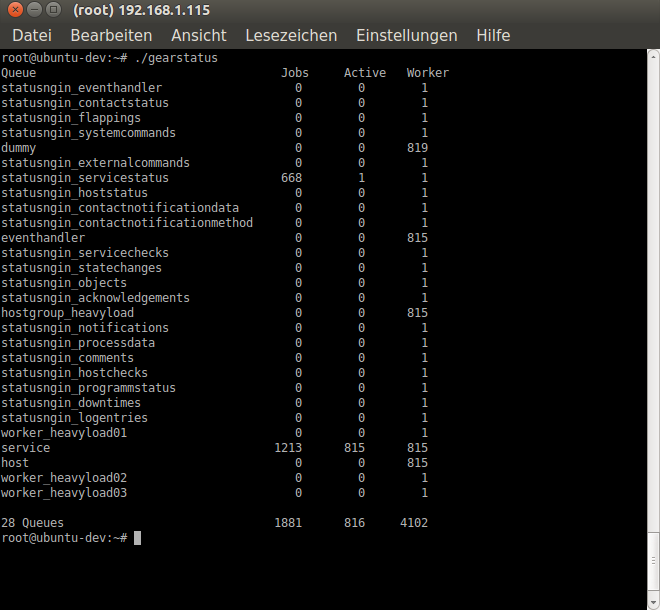 (root) 192.168.1.115
Datei Bearbeiten Ansicht Lesezeichen Einstellungen Hilfe
root@ubuntu-dev:~# ./gearstatus
Queue Jobs Active Worker
statusngin_eventhandler 0 0 1
statusngin_contactstatus 0 0 1
statusngin_flappings 0 0 1
statusngin_systemcommands 0 0 1
dummy 0 0 819
statusngin_externalcommands 0 0 1
statusngin_servicestatus 668 1 1
statusngin_hoststatus 0 0 1
statusngin_contactnotificationdata 0 0 1
statusngin_contactnotificationmethod 0 0 1
eventhandler 0 0 815
statusngin_servicechecks 0 0 1
statusngin_statechanges 0 0 1
statusngin_objects 0 0 1
statusngin_acknowledgements 0 0 1
hostgroup_heavyload 0 0 815
statusngin_notifications 0 0 1
statusngin_processdata 0 0 1
statusngin_comments 0 0 1
statusngin_hostchecks 0 0 1
statusngin_programmstatus 0 0 1
statusngin_downtimes 0 0 1
statusngin_logentries 0 0 1
worker_heavyload01 0 0 1
service 1213 815 815
host 0 0 815
worker_heavyload02 0 0 1
worker_heavyload03 0 0 1
28 Queues 1881 816 4102
root@ubuntu-dev:~#